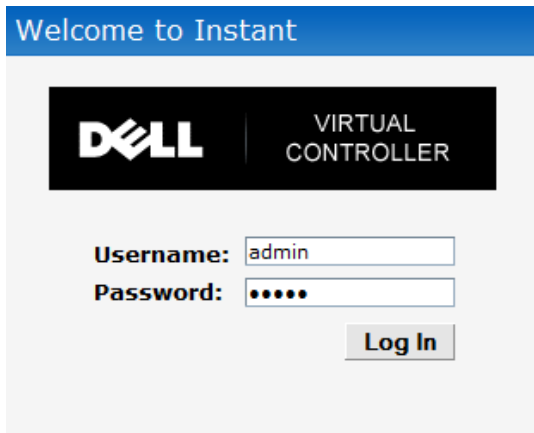 Welcome to Instant
DELL
VIRTUAL
CONTROLLER
Username: admin
Password: •••••
Log In